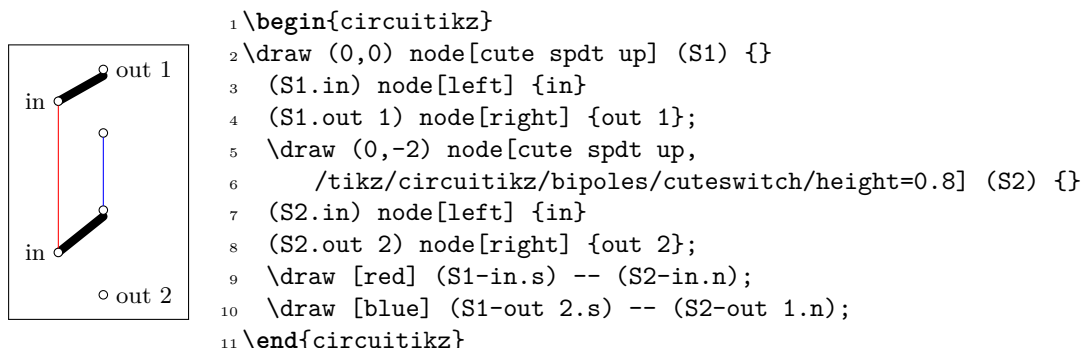 out 1
in
in
out 2
1 \begin{circuitikz}
2 \draw (0,0) node[cute spdt up] (S1) {}
3 (S1.in) node[left] {in}
4 (S1.out 1) node[right] {out 1};
5 \draw (0,-2) node[cute spdt up,
6 /tikz/circuitikz/bipoles/cuteswitch/height=0.8] (S2) {}
7 (S2.in) node[left] {in}
8 (S2.out 2) node[right] {out 2};
9 \draw [red] (S1-in.s) -- (S2-in.n);
10 \draw [blue] (S1-out 2.s) -- (S2-out 1.n);
11 \end{circuitikz}